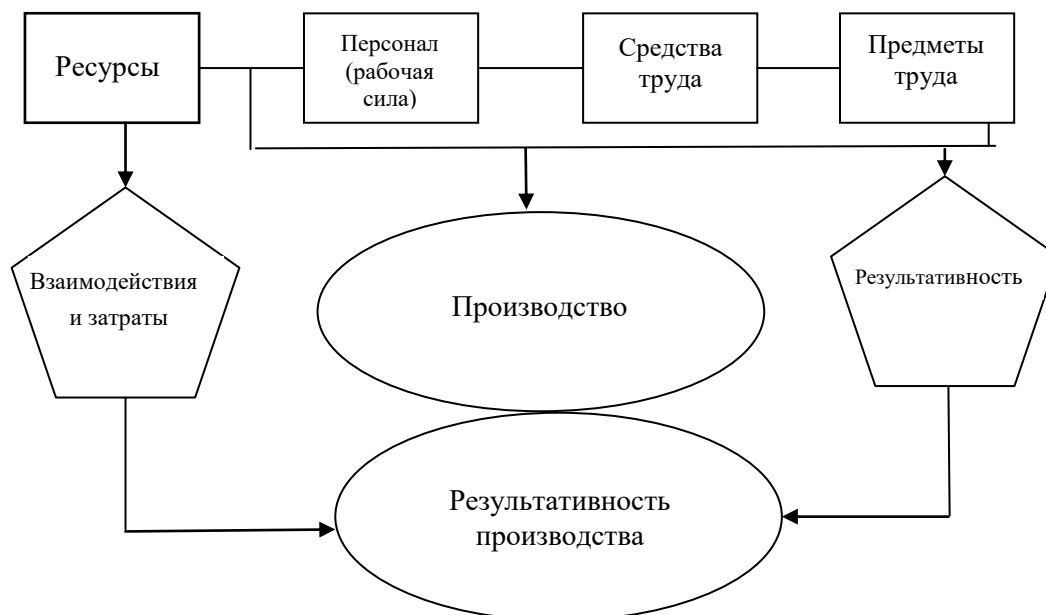 Ресурсы
Персонал
(рабочая
сила)
Средства
труда
Предметы
труда
Взаимодействия
и затраты
Производство
Результативность
Результативность
производства